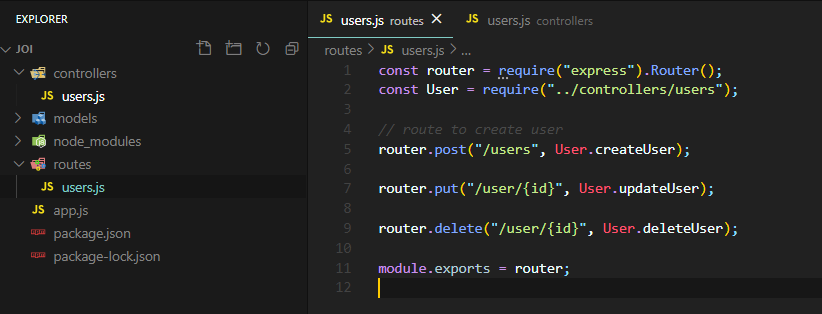 EXPLORER
JOI
controllers
JS users.js
models
node_modules
routes
JS users.js
JS app.js
package.json
package-lock.json
JS users.js routes
JS users.js controllers
routes > JS users.js > ...
1 const router = require("express").Router();
2 const User = require("../controllers/users");
3
4 // route to create user
5 router.post("/users", User.createUser);
6
7 router.put("/user/{id}", User.updateUser);
8
9 router.delete("/user/{id}", User.deleteUser);
10
11 module.exports = router;
12